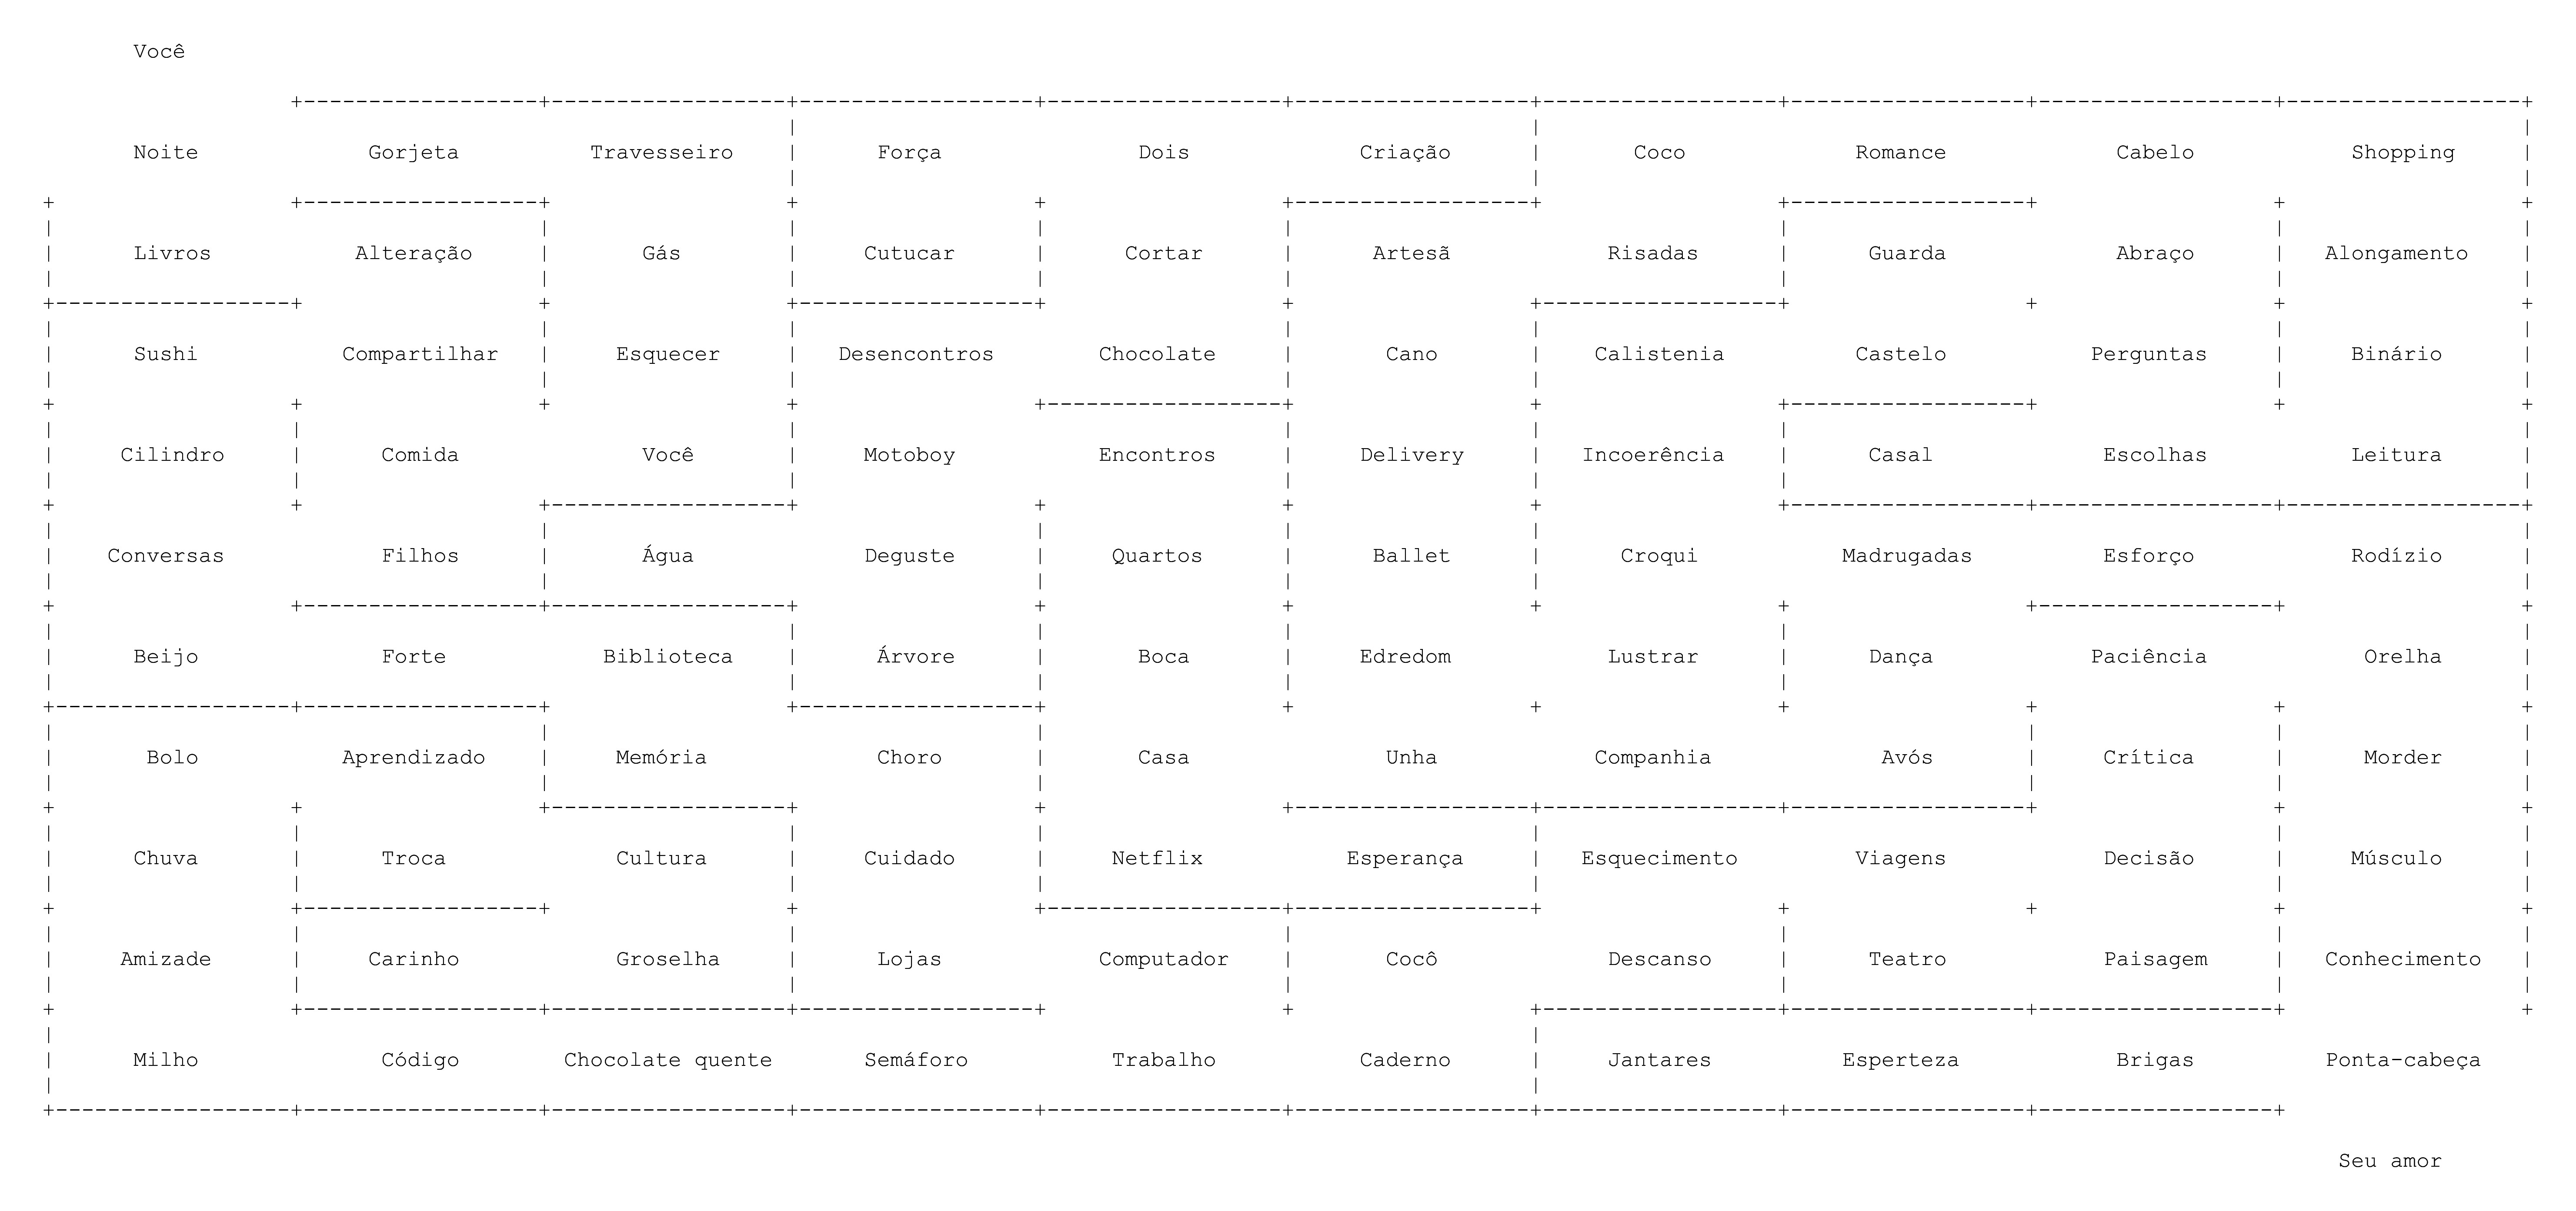 Você
Noite Gorjeta Travesseiro Força Dois Criação Coco Romance Cabelo Shopping
Livros Alteração Gás Cutucar Cortar Artesã Risadas Guarda Abraço Alongamento
Sushi Compartilhar Esquecer Desencontros Chocolate Cano Calistenia Castelo Perguntas Binário
Cilindro Comida Você Motoboy Encontros Delivery Incoerência Casal Escolhas Leitura
Conversas Filhos Água Deguste Quartos Ballet Croqui Madrugadas Esforço Rodízio
Beijo Forte Biblioteca Árvore Boca Edredom Lustrar Dança Paciência Orelha
Bolo Aprendizado Memória Choro Casa Unha Companhia Avós Crítica Morder
Chuva Troca Cultura Cuidado Netflix Esperança Esquecimento Viagens Decisão Músculo
Amizade Carinho Groselha Lojas Computador Cocô Descanso Teatro Paisagem Conhecimento
Milho Código Chocolate quente Semáforo Trabalho Caderno Jantares Esperteza Brigas Ponta-cabeça
Seu amor